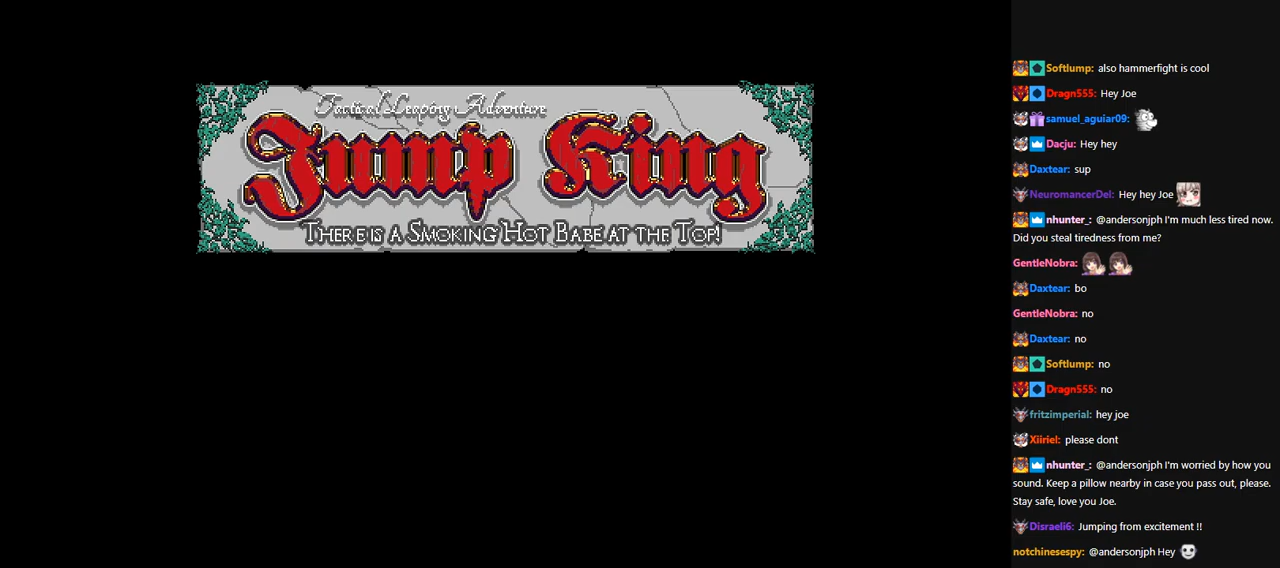 Tactical Leaping Adventure
Jump King
There is a Smoking Hot Babe at the Top!
Softlump: also hammerfight is cool
Dragn555: Hey Joe
samuel_aguiar09:
Dacju: Hey hey
Daxtear: sup
NeuromancerDel: Hey hey Joe
nhunter_: @andersonjph I'm much less tired now.
Did you steal tiredness from me?
GentleNobra:
Daxtear: bo
GentleNobra: no
Daxtear: no
Softlump: no
Dragn555: no
fritzimperial: hey joe
Xiiriel: please dont
nhunter_: @andersonjph I'm worried by how you
sound. Keep a pillow nearby in case you pass out, please.
Stay safe, love you Joe.
Disraeli6: Jumping from excitement !!
notchinesespy: @andersonjph Hey